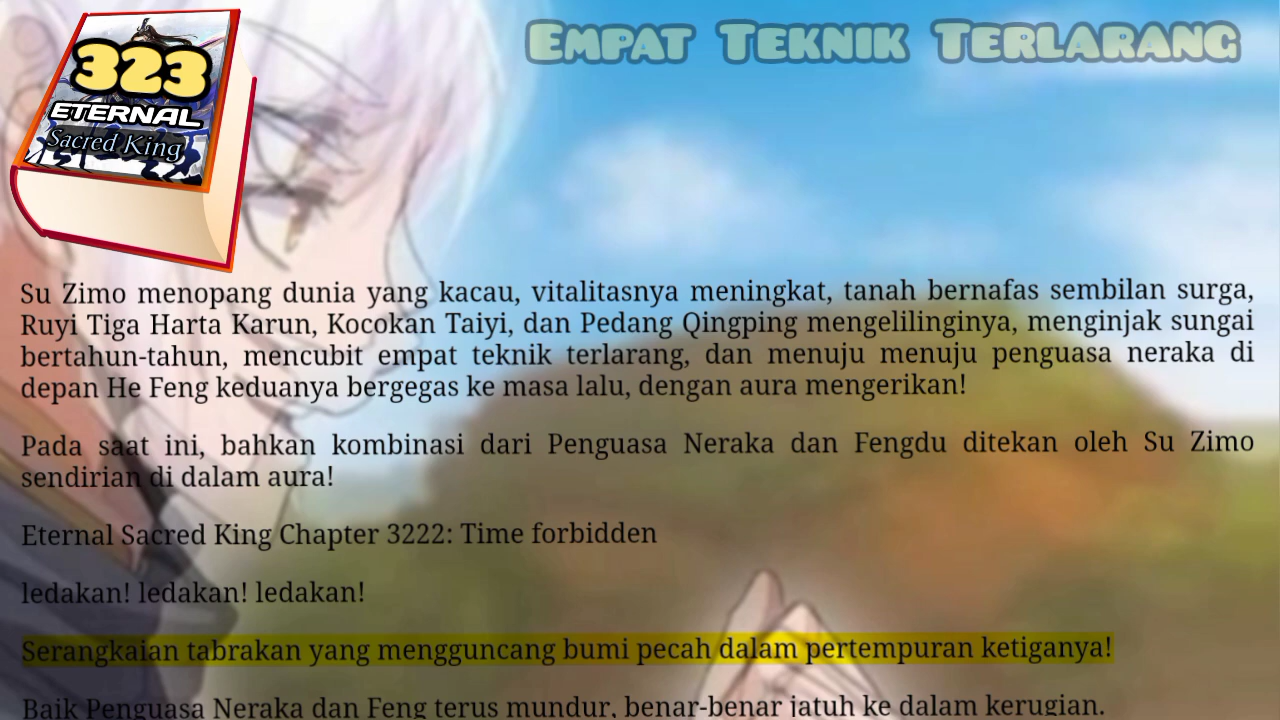 323
ETERNAL
Sacred King
Empat Teknik Terlarang
Su Zimo menopang dunia yang kacau, vitalitasnya meningkat, tanah bernafas sembilan surga,
Ruyi Tiga Harta Karun, Kocokan Taiyi, dan Pedang Qingping mengelilinginya, menginjak sungai
bertahun-tahun, mencubit empat teknik terlarang, dan menuju menuju penguasa neraka di
depan He Feng keduanya bergegas ke masa lalu, dengan aura mengerikan!
Pada saat ini, bahkan kombinasi dari Penguasa Neraka dan Fengdu ditekan oleh Su Zimo
sendirian di dalam aura!
Eternal Sacred King Chapter 3222: Time forbidden
ledakan! ledakan! ledakan!
Serangkaian tabrakan yang mengguncang bumi pecah dalam pertempuran ketiganya!
Baik Penguasa Neraka dan Feng terus mundur, benar-benar jatuh ke dalam kerugian.